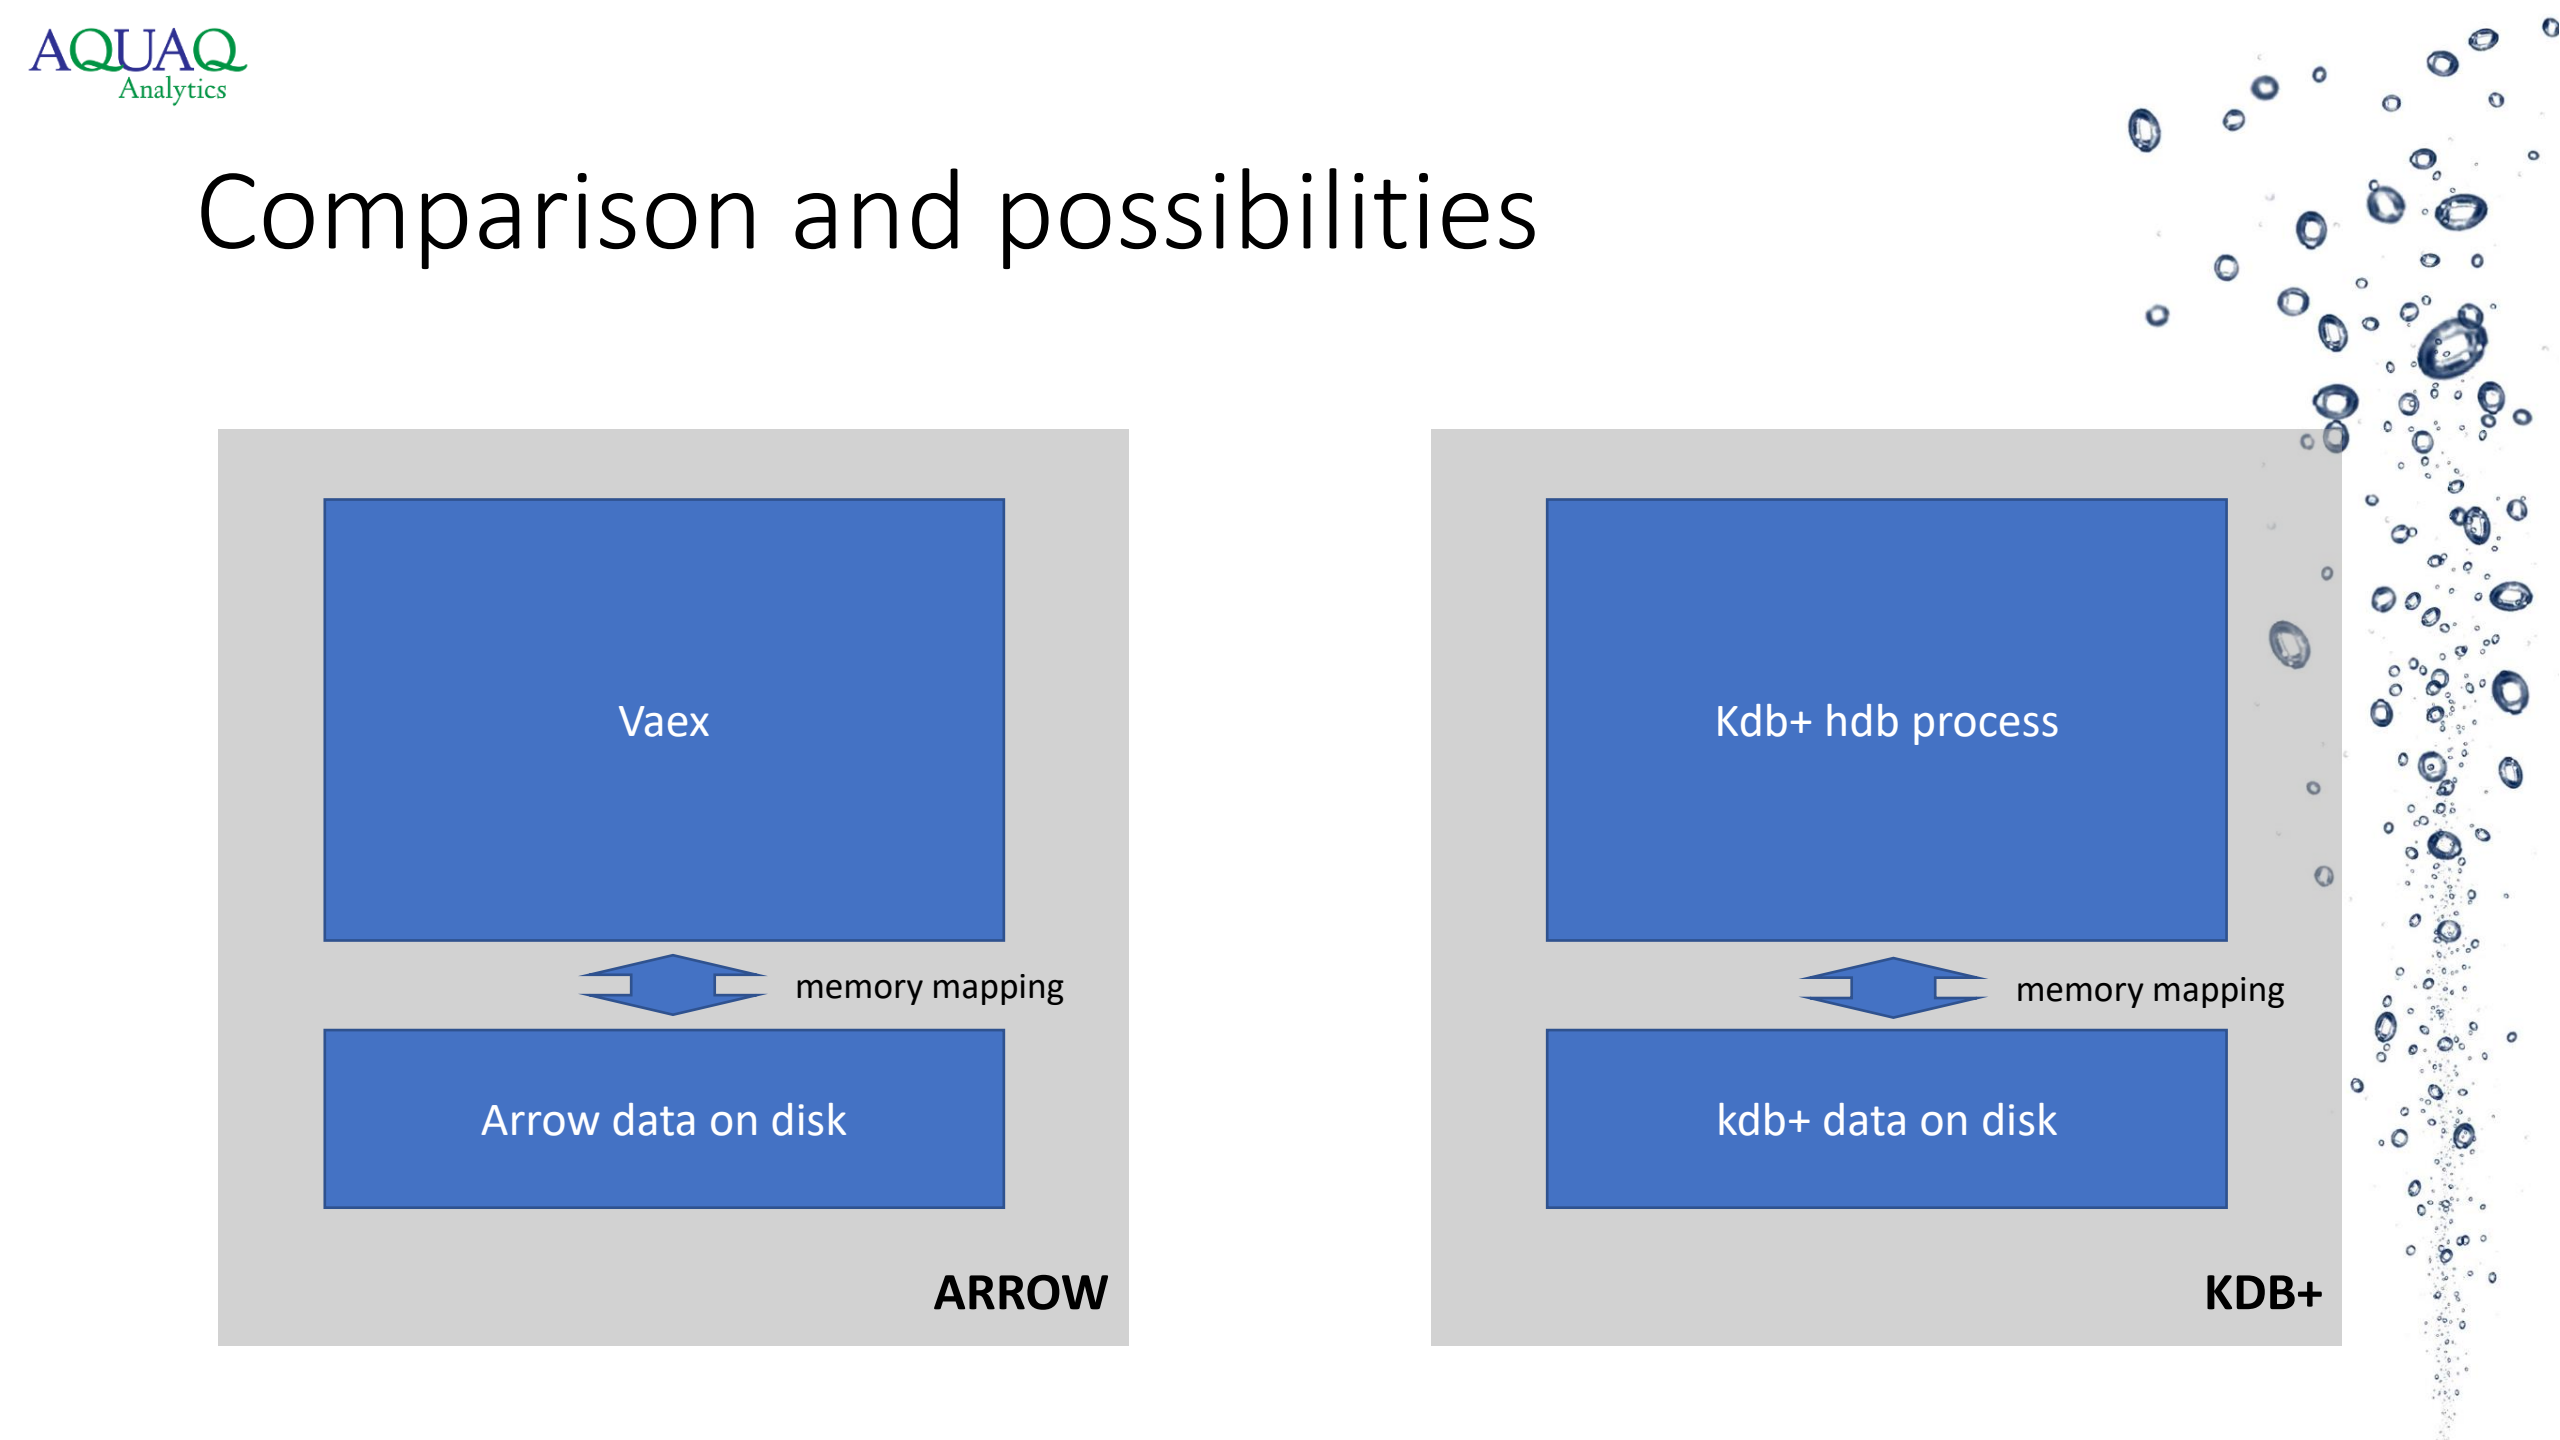 AQUAQ
Analytics
Comparison and possibilities
Vaex
memory mapping
Arrow data on disk
ARROW
Kdb+ hdb process
memory mapping
kdb+ data on disk
KDB+